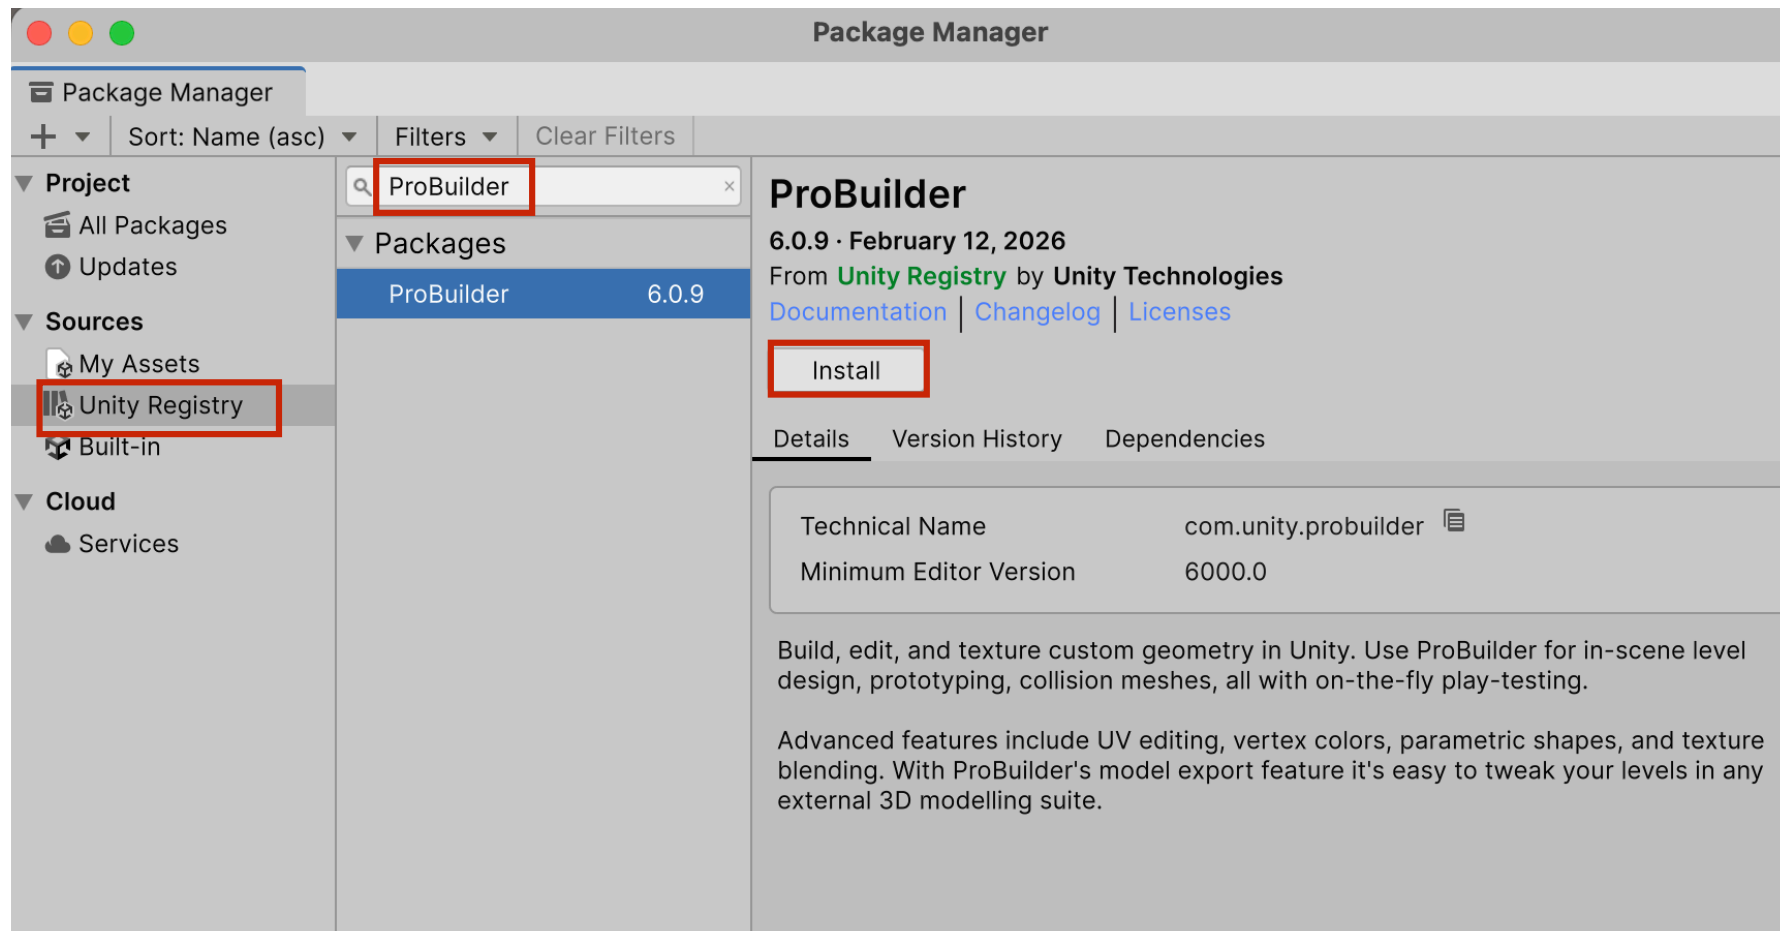 Package Manager
Package Manager
Sort: Name (asc)
Filters
Clear Filters
Project
All Packages
Updates
Sources
My Assets
Unity Registry
Built-in
Cloud
Services
ProBuilder
Packages
ProBuilder 6.0.9
ProBuilder
6.0.9 · February 12, 2026
From Unity Registry by Unity Technologies
Documentation | Changelog | Licenses
Install
Details Version History Dependencies
Technical Name com.unity.probuilder
Minimum Editor Version 6000.0
Build, edit, and texture custom geometry in Unity. Use ProBuilder for in-scene level
design, prototyping, collision meshes, all with on-the-fly play-testing.
Advanced features include UV editing, vertex colors, parametric shapes, and texture
blending. With ProBuilder's model export feature it's easy to tweak your levels in any
external 3D modelling suite.